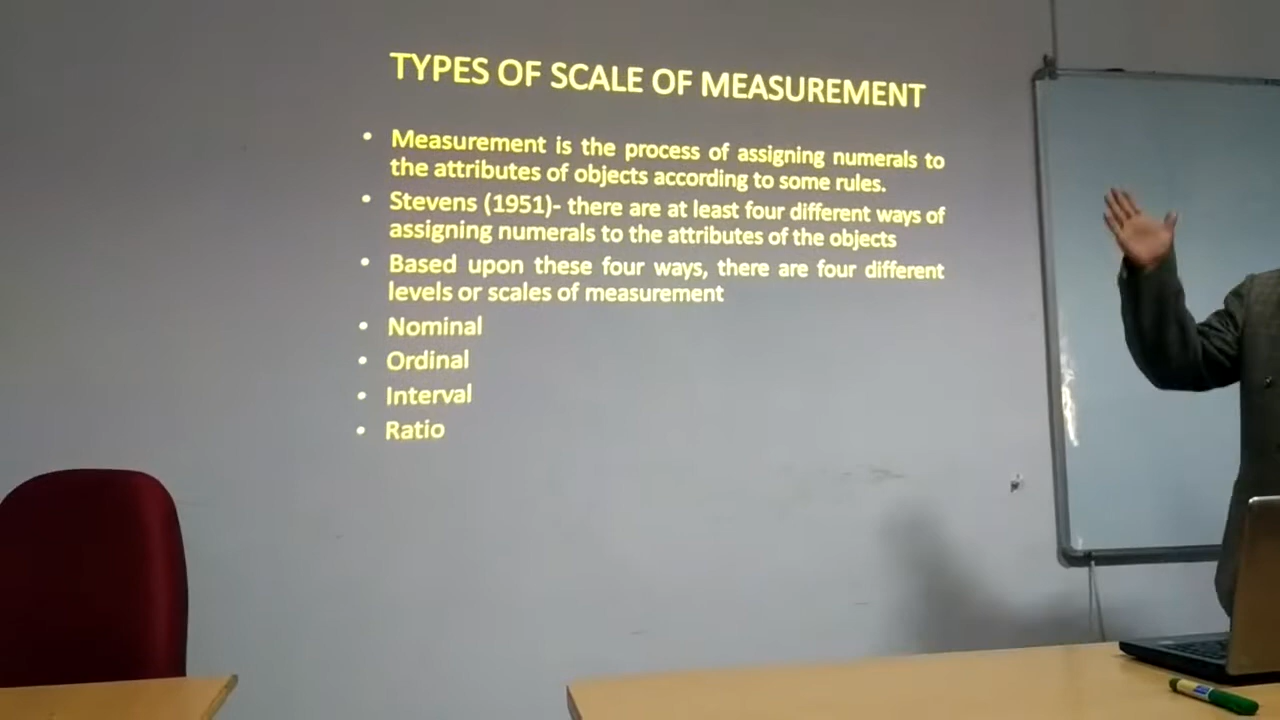 TYPES OF SCALE OF MEASUREMENT
• Measurement is the process of assigning numerals to
the attributes of objects according to some rules.
• Stevens (1951)- there are at least four different ways of
assigning numerals to the attributes of the objects
• Based upon these four ways, there are four different
levels or scales of measurement
• Nominal
• Ordinal
• Interval
• Ratio